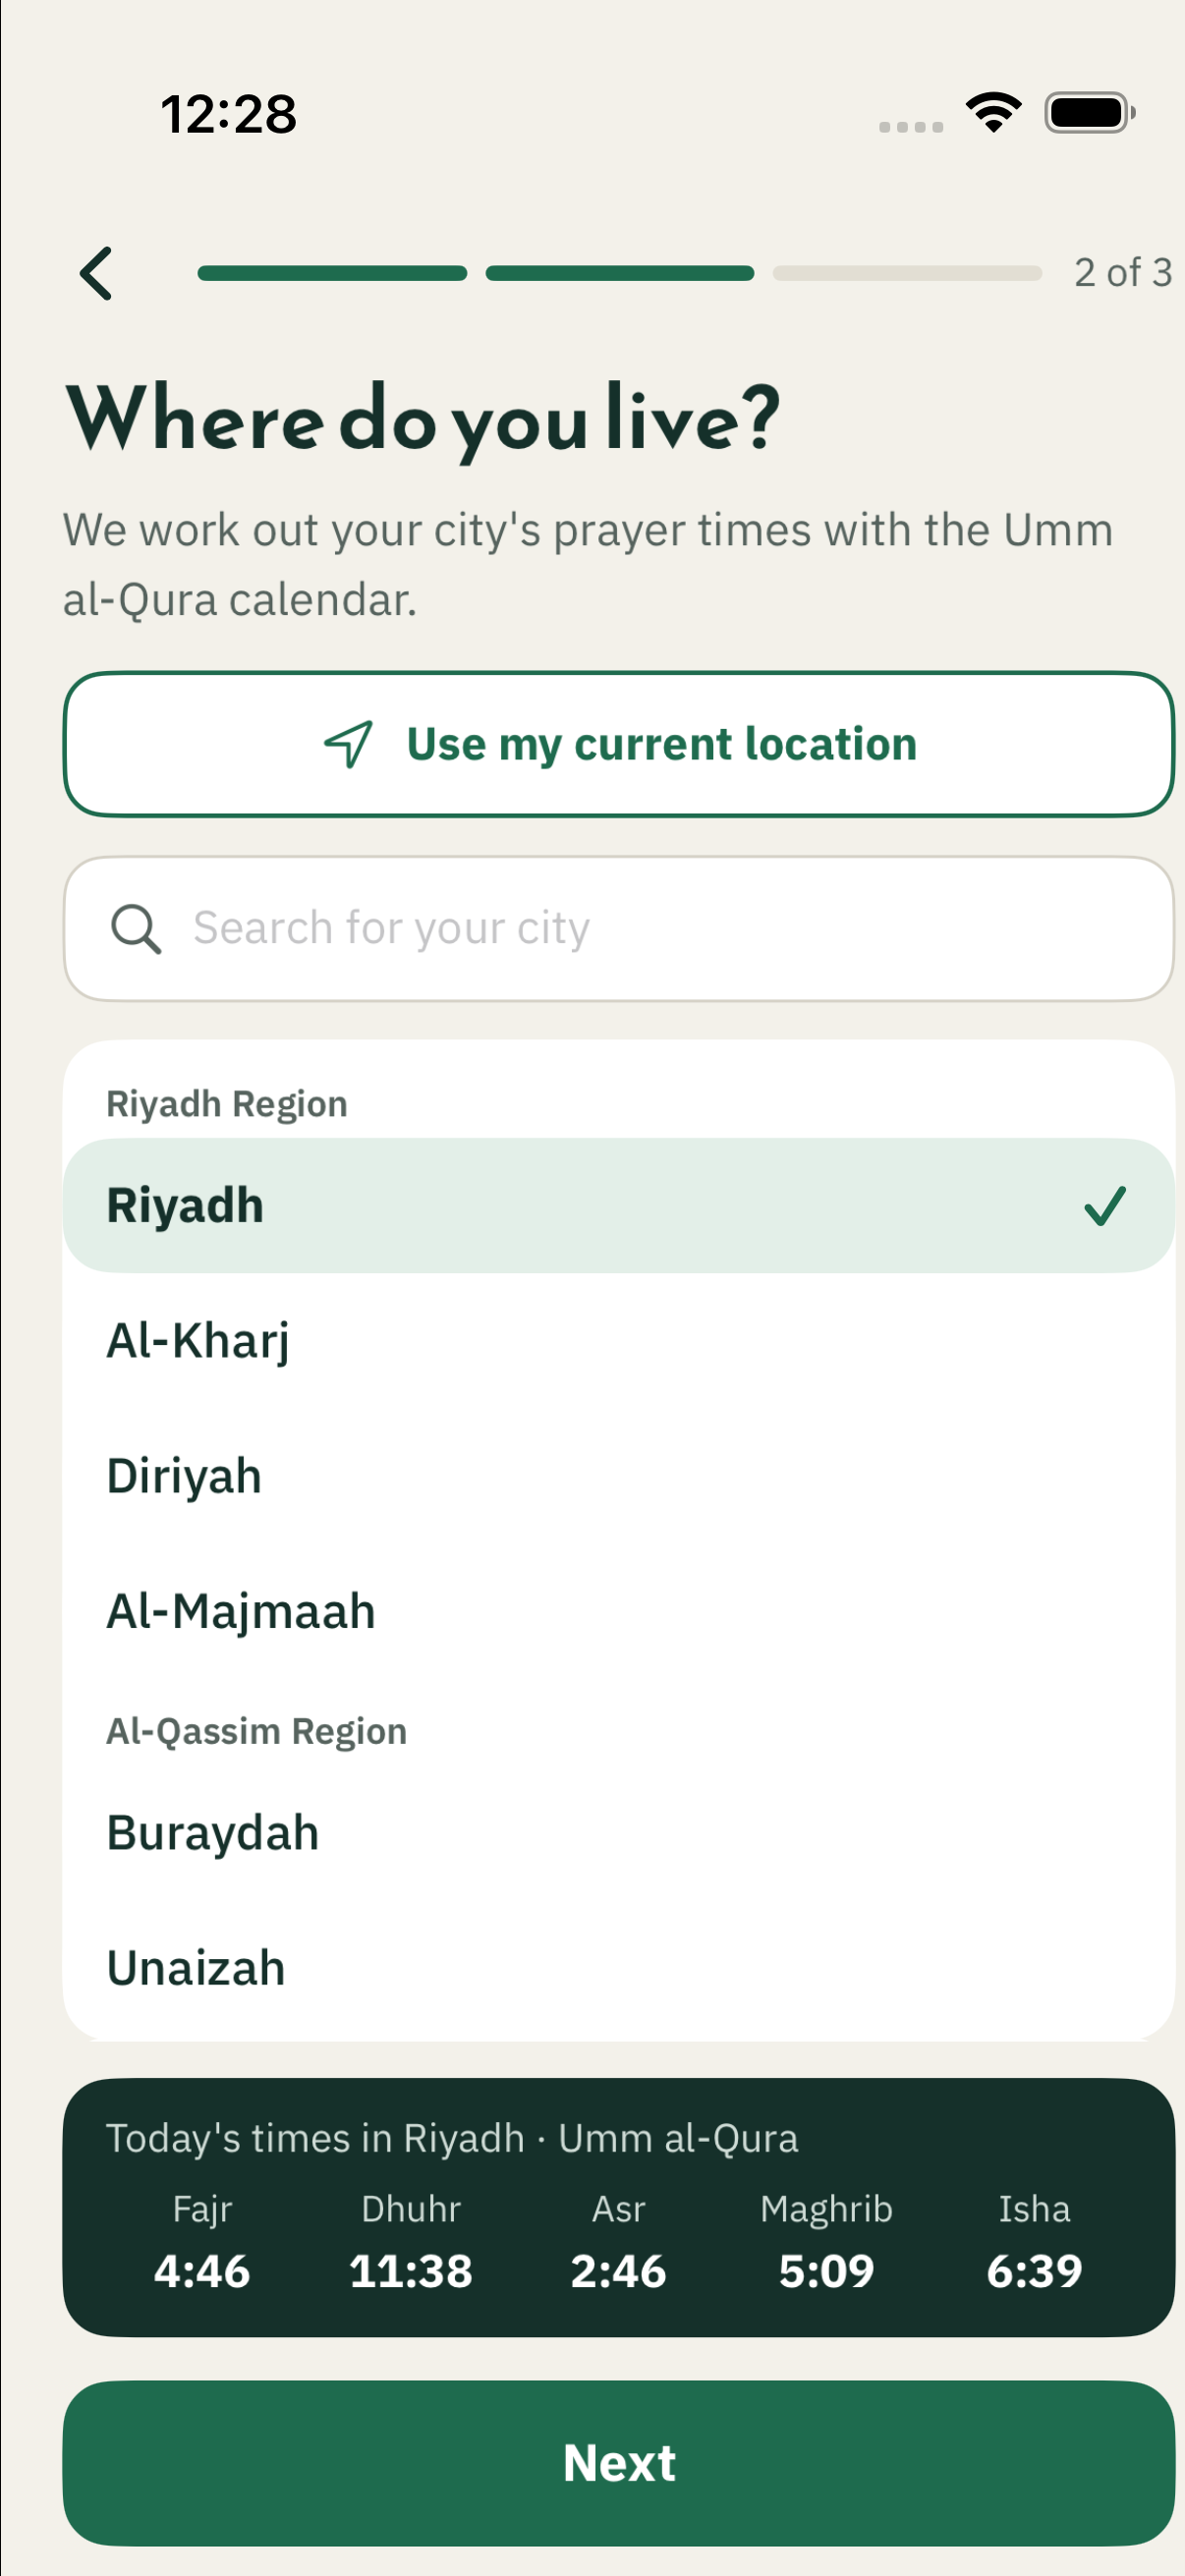 12:28
2 of 3
Where do you live?
We work out your city's prayer times with the Umm
al-Qura calendar.
Use my current location
Search for your city
Riyadh Region
Riyadh
Al-Kharj
Diriyah
Al-Majmaah
Al-Qassim Region
Buraydah
Unaizah
Today's times in Riyadh · Umm al-Qura
Fajr Dhuhr Asr Maghrib Isha
4:46 11:38 2:46 5:09 6:39
Next